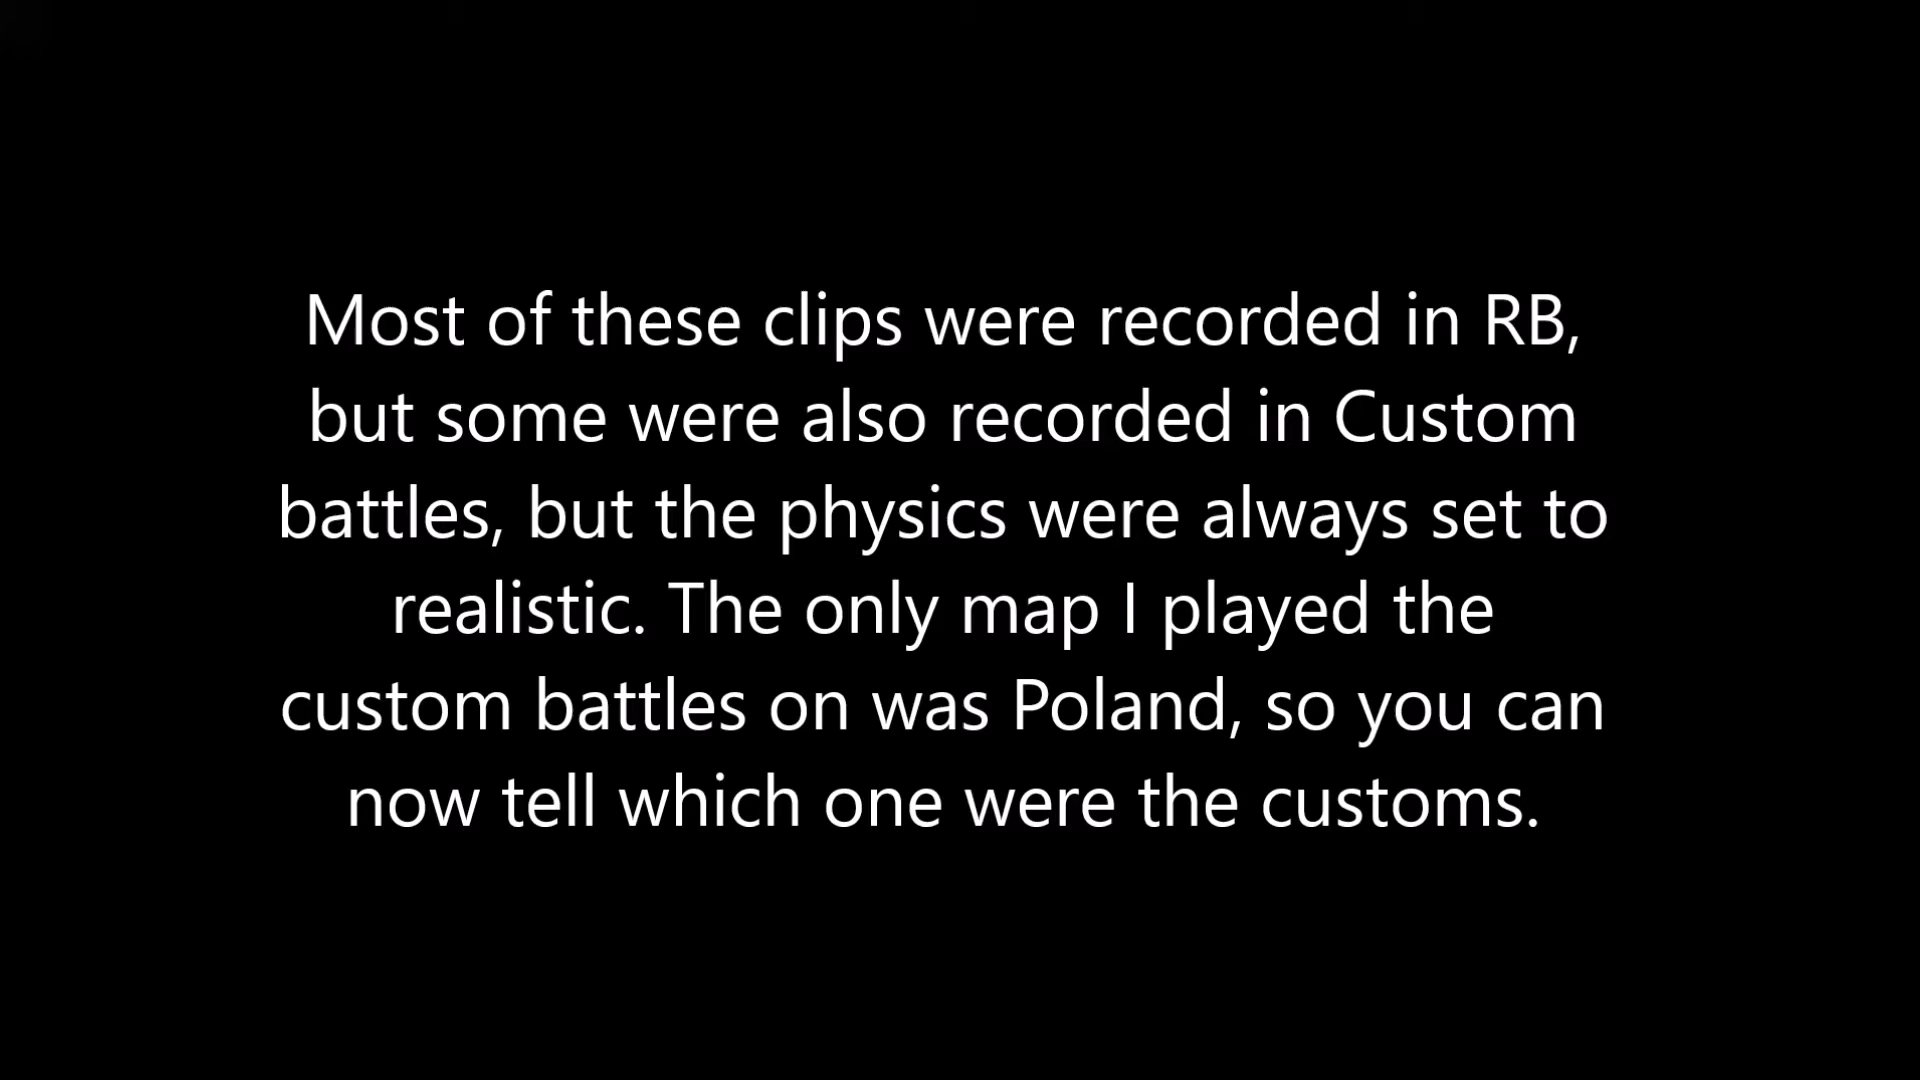 Most of these clips were recorded in RB,
but some were also recorded in Custom
battles, but the physics were always set to
realistic. The only map I played the
custom battles on was Poland, so you can
now tell which one were the customs.